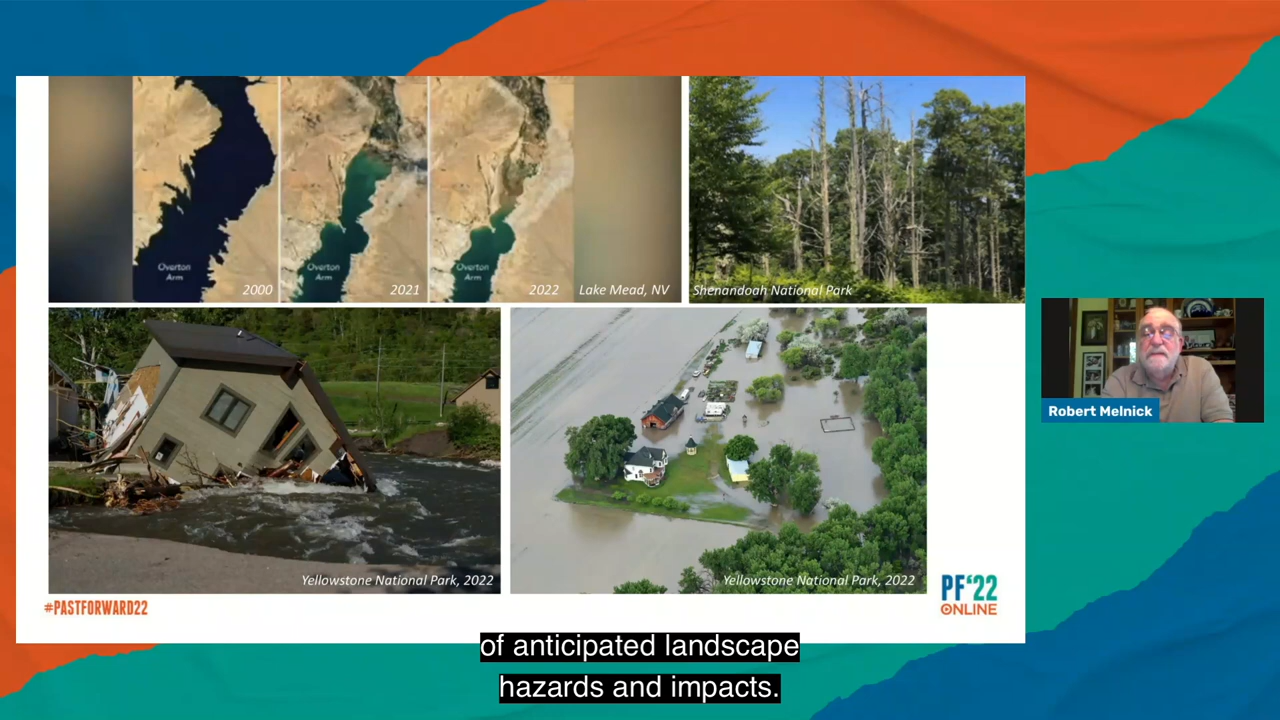 Overton
Arm
2000
Overton
Arm
2021
Overton
Arm
2022
Lake Mead, NV
Shenandoah National Park
Yellowstone National Park, 2022
Yellowstone National Park, 2022
Robert Melnick
#PASTFORWARD22
PF‘22
ONLINE
of anticipated landscape
hazards and impacts.